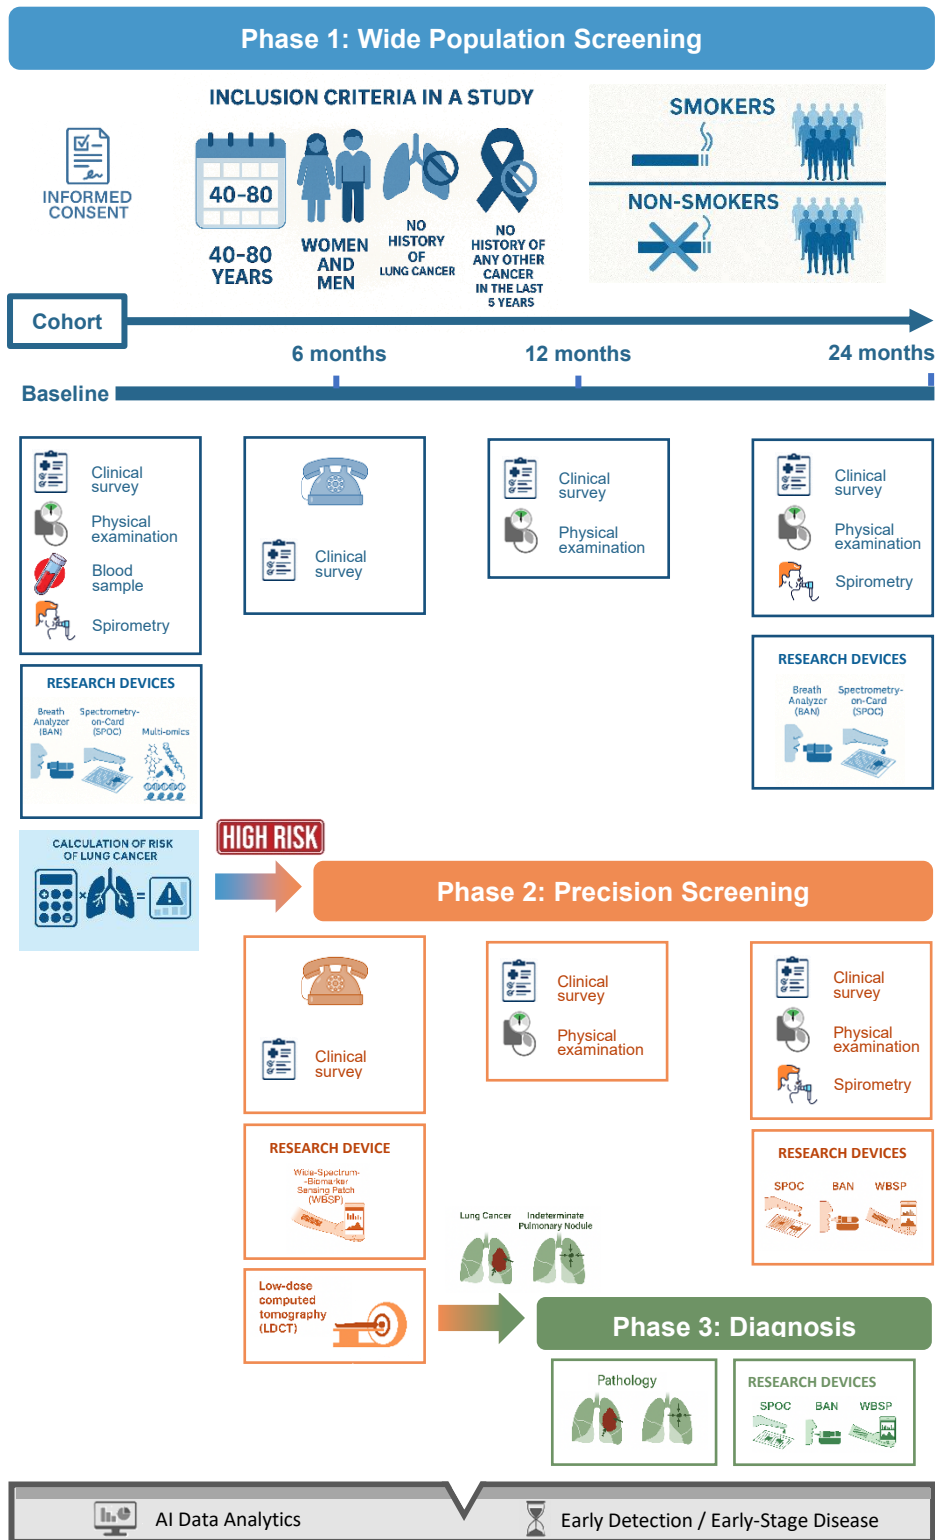 Phase 1: Wide Population Screening
INCLUSION CRITERIA IN A STUDY
INFORMED
CONSENT
40-80
40-80
YEARS
WOMEN
AND
MEN
NO
HISTORY
OF
LUNG CANCER
NO
HISTORY OF
ANY OTHER
CANCER
IN THE LAST
5 YEARS
SMOKERS
NON-SMOKERS
Cohort
6 months
12 months
24 months
Baseline
Clinical
survey
Physical
examination
Blood
sample
Spirometry
Clinical
survey
Clinical
survey
Physical
examination
Clinical
survey
Physical
examination
Spirometry
RESEARCH DEVICES
Breath
Analyzer
(BAN)
Spectrometry-
on-Card
(SPOC)
Multi-omics
RESEARCH DEVICES
Breath
Analyzer
(BAN)
Spectrometry-
on-Card
(SPOC)
CALCULATION OF RISK
OF LUNG CANCER
HIGH RISK
Phase 2: Precision Screening
Clinical
survey
Clinical
survey
Physical
examination
Clinical
survey
Physical
examination
Spirometry
RESEARCH DEVICE
Wide-Spectrum-
-Biomarker
Sensing Patch
(WBSP)
RESEARCH DEVICES
SPOC BAN WBSP
Low-dose
computed
tomography
(LDCT)
Lung Cancer
Indeterminate
Pulmonary Nodule
Phase 3: Diagnosis
Pathology
RESEARCH DEVICES
SPOC BAN WBSP
AI Data Analytics
Early Detection / Early-Stage Disease